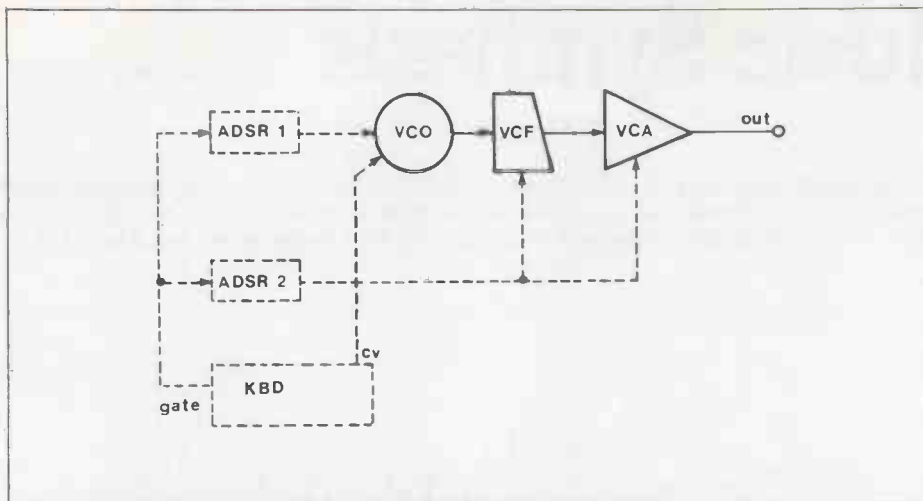 out
ADSR 1 VCO VCF VCA
ADSR 2
cv
KBD
gate